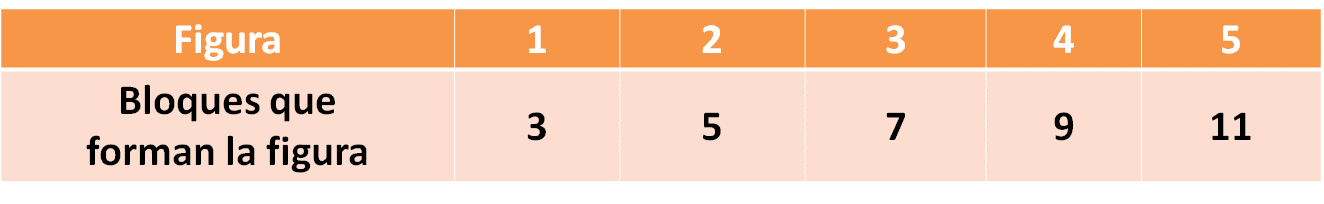 Figura 1 2 3 4 5
Bloques que
forman la figura 3 5 7 9 11